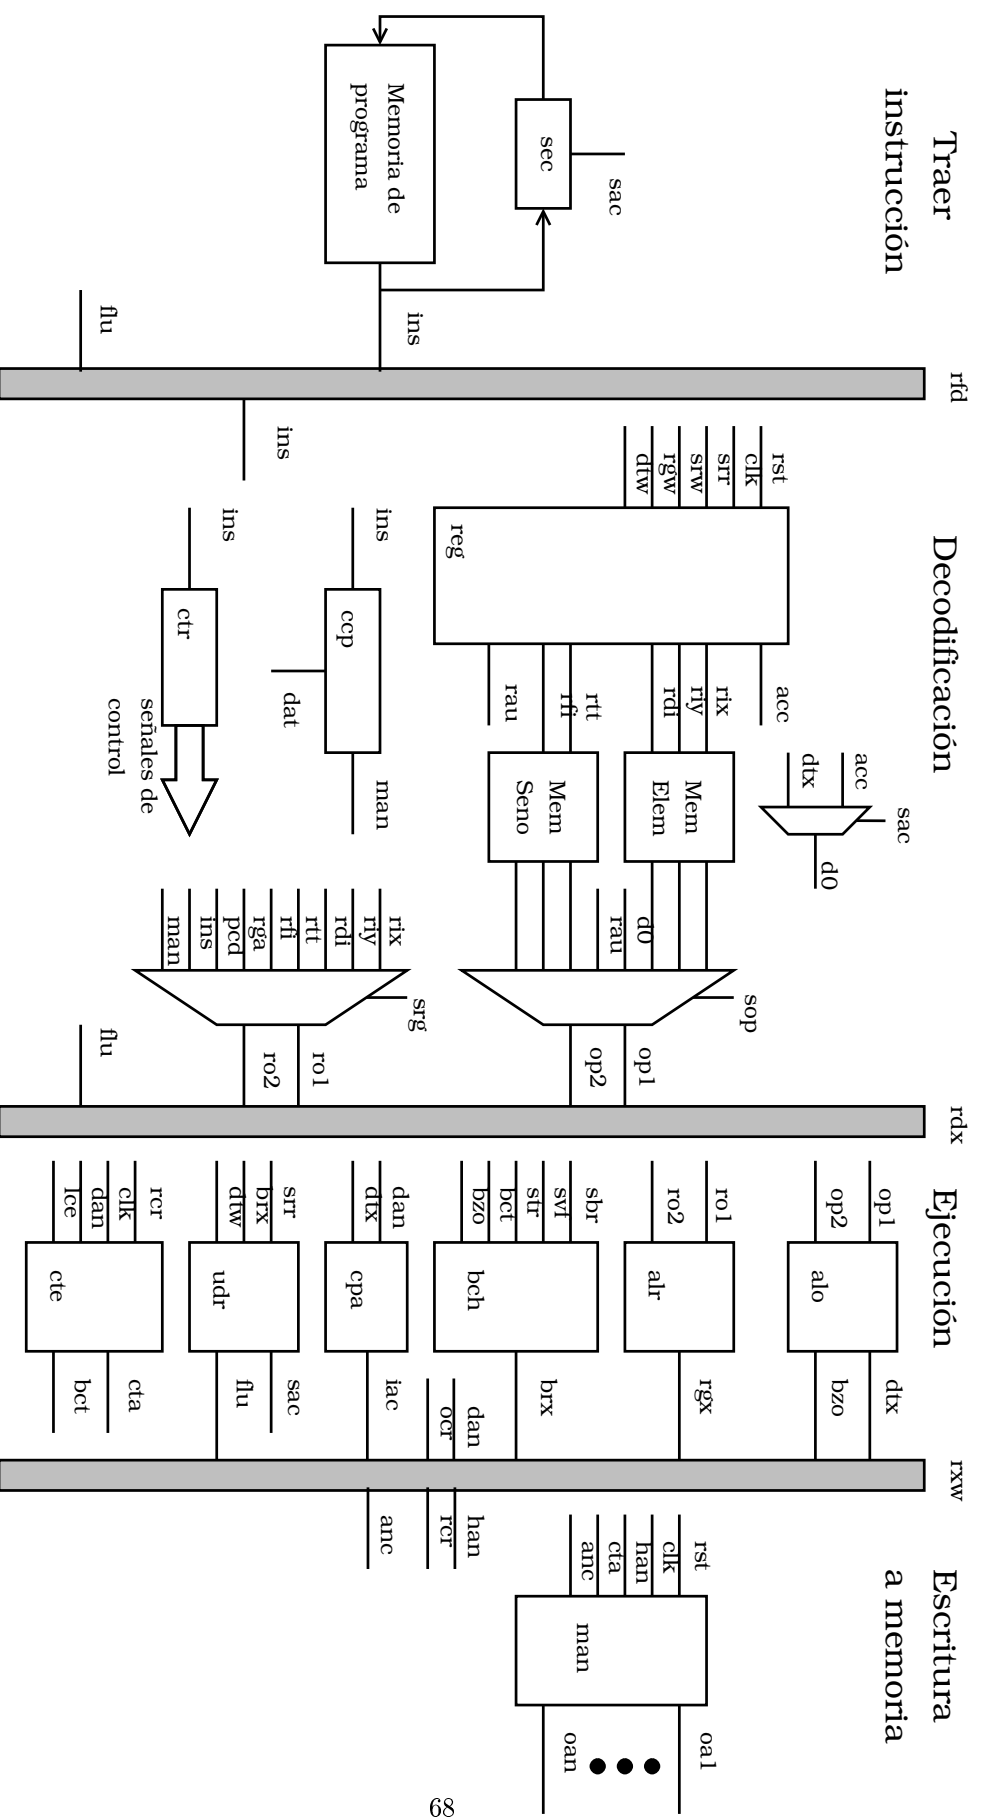 Traer
instrucción
sac
sec
Memoria de
programa
ins
flu
rfd
Decodificación
rst
clk
srr
srw
rgw
dtw
reg
acc
rix
riy
rdi
rtt
rfi
rau
acc
dtx
sac
d0
Mem
Elem
Mem
Seno
d0
rau
sop
op1
op2
ins
ins
ccp
dat
man
ins
ctr
señales de
control
rix
riy
rdi
rtt
rfi
rga
pcd
ins
man
srg
ro1
ro2
flu
rdx
Ejecución
op1
op2
alo
dtx
bzo
ro1
ro2
alr
rgx
sbr
svf
str
bct
bzo
bch
brx
dan
ocr
dan
dtx
cpa
iac
srr
brx
dtw
udr
sac
flu
rcr
clk
dan
lce
cte
cta
bct
rxw
Escritura
a memoria
han
rcr
anc
rst
clk
han
cta
anc
man
oa1
oan
68